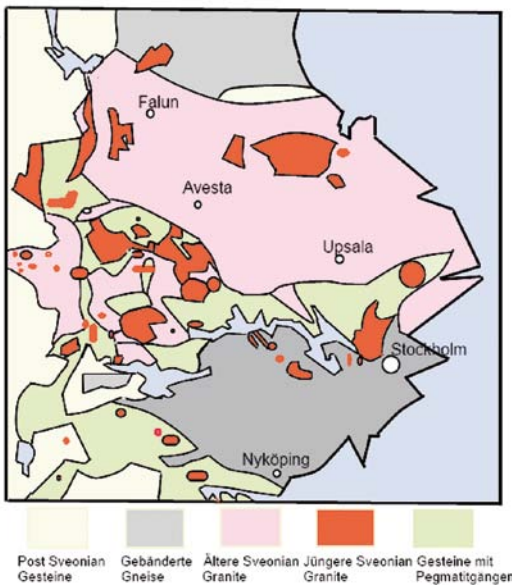 Falun
Avesta
Upsala
Stockholm
Nyköping
Post Sveonian Gesteine
Gebänderte Gneise
Ältere Sveonian Granite
Jüngere Sveonian Granite
Gesteine mit Pegmatitgängen